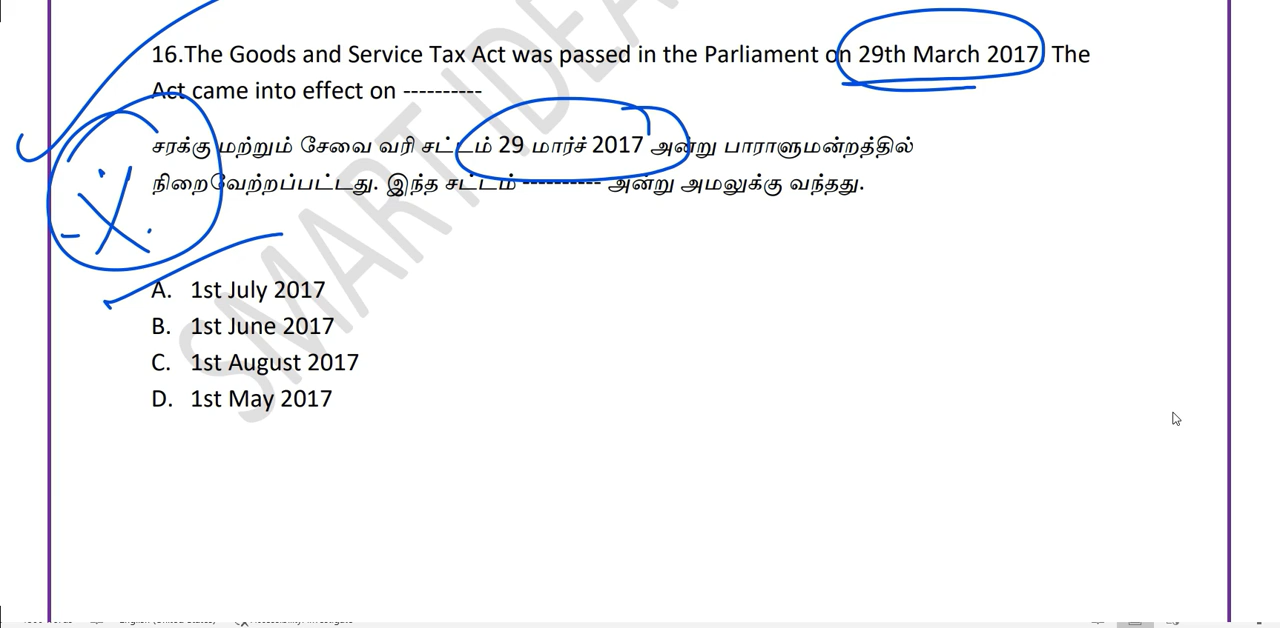 16.The Goods and Service Tax Act was passed in the Parliament on 29th March 2017. The
Act came into effect on ----------
சரக்கு மற்றும் சேவை வரி சட்டம் 29 மார்ச் 2017 அன்று பாராளுமன்றத்தில்
நிறைவேற்றப்பட்டது. இந்த சட்டம் ---------- அன்று அமலுக்கு வந்தது.
A. 1st July 2017
B. 1st June 2017
C. 1st August 2017
D. 1st May 2017
SMART IDEA